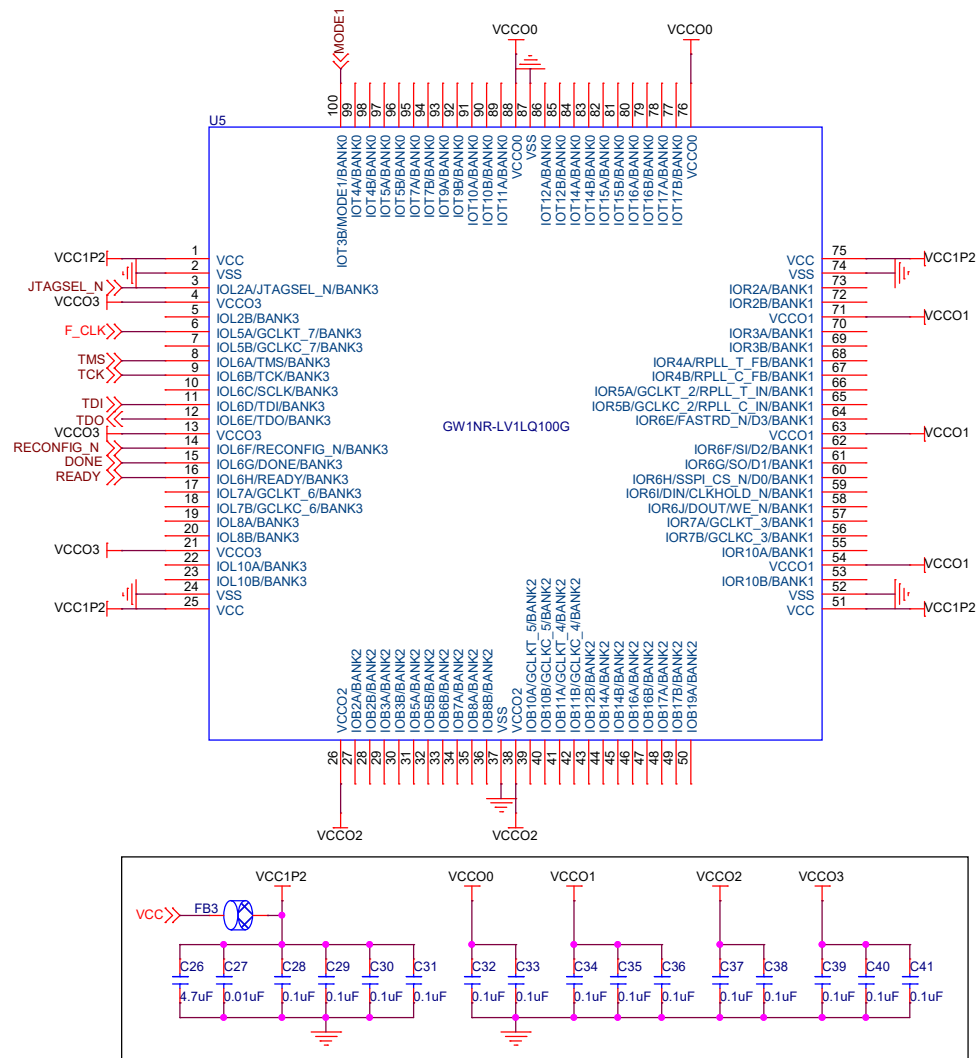 MODE1
VCCO0
VCCO0
100
99
98
97
96
95
94
93
92
91
90
89
88
87
86
85
84
83
82
81
80
79
78
77
76
U5
IOT3B/MODE1/BANK0
IOT4A/BANK0
IOT4B/BANK0
IOT5A/BANK0
IOT5B/BANK0
IOT7A/BANK0
IOT7B/BANK0
IOT9A/BANK0
IOT9B/BANK0
IOT10A/BANK0
IOT10B/BANK0
IOT11A/BANK0
VCCO0
VSS
IOT12A/BANK0
IOT12B/BANK0
IOT14A/BANK0
IOT14B/BANK0
IOT15A/BANK0
IOT15B/BANK0
IOT16A/BANK0
IOT16B/BANK0
IOT17A/BANK0
IOT17B/BANK0
VCCO0
VCC1P2 1 VCC
2 VSS
JTAGSEL_N 3 IOL2A/JTAGSEL_N/BANK3
VCCO3 4 VCCO3
5 IOL2B/BANK3
F_CLK 6 IOL5A/GCLKT_7/BANK3
7 IOL5B/GCLKC_7/BANK3
TMS 8 IOL6A/TMS/BANK3
TCK 9 IOL6B/TCK/BANK3
10 IOL6C/SCLK/BANK3
TDI 11 IOL6D/TDI/BANK3
TDO 12 IOL6E/TDO/BANK3
VCCO3 13 VCCO3
RECONFIG_N 14 IOL6F/RECONFIG_N/BANK3
DONE 15 IOL6G/DONE/BANK3
READY 16 IOL6H/READY/BANK3
17 IOL7A/GCLKT_6/BANK3
18 IOL7B/GCLKC_6/BANK3
19 IOL8A/BANK3
20 IOL8B/BANK3
VCCO3 21 VCCO3
22 IOL10A/BANK3
23 IOL10B/BANK3
24 VSS
VCC1P2 25 VCC
GW1NR-LV1LQ100G
VCC 75 VCC1P2
VSS 74
IOR2A/BANK1 73
IOR2B/BANK1 72
VCCO1 71 VCCO1
IOR3A/BANK1 70
IOR3B/BANK1 69
IOR4A/RPLL_T_FB/BANK1 68
IOR4B/RPLL_C_FB/BANK1 67
IOR5A/GCLKT_2/RPLL_T_IN/BANK1 66
IOR5B/GCLKC_2/RPLL_C_IN/BANK1 65
IOR6E/FASTRD_N/D3/BANK1 64
VCCO1 63 VCCO1
IOR6F/SI/D2/BANK1 62
IOR6G/SO/D1/BANK1 61
IOR6H/SSPI_CS_N/D0/BANK1 60
IOR6I/DIN/CLKHOLD_N/BANK1 59
IOR6J/DOUT/WE_N/BANK1 58
IOR7A/GCLKT_3/BANK1 57
IOR7B/GCLKC_3/BANK1 56
IOR10A/BANK1 55
VCCO1 54 VCCO1
IOR10B/BANK1 53
VSS 52
VCC 51 VCC1P2
VCCO2
IOB2A/BANK2
IOB2B/BANK2
IOB3A/BANK2
IOB3B/BANK2
IOB5A/BANK2
IOB5B/BANK2
IOB6B/BANK2
IOB7A/BANK2
IOB8A/BANK2
IOB8B/BANK2
VSS
VCCO2
IOB10A/GCLKT_5/BANK2
IOB10B/GCLKC_5/BANK2
IOB11A/GCLKT_4/BANK2
IOB11B/GCLKC_4/BANK2
IOB12B/BANK2
IOB14A/BANK2
IOB14B/BANK2
IOB16A/BANK2
IOB16B/BANK2
IOB17A/BANK2
IOB17B/BANK2
IOB19A/BANK2
26
27
28
29
30
31
32
33
34
35
36
37
38
39
40
41
42
43
44
45
46
47
48
49
50
VCCO2
VCCO2
VCC1P2 VCCO0 VCCO1 VCCO2 VCCO3
VCC FB3
C26 C27 C28 C29 C30 C31 C32 C33 C34 C35 C36 C37 C38 C39 C40 C41
4.7uF 0.01uF 0.1uF 0.1uF 0.1uF 0.1uF 0.1uF 0.1uF 0.1uF 0.1uF 0.1uF 0.1uF 0.1uF 0.1uF 0.1uF 0.1uF